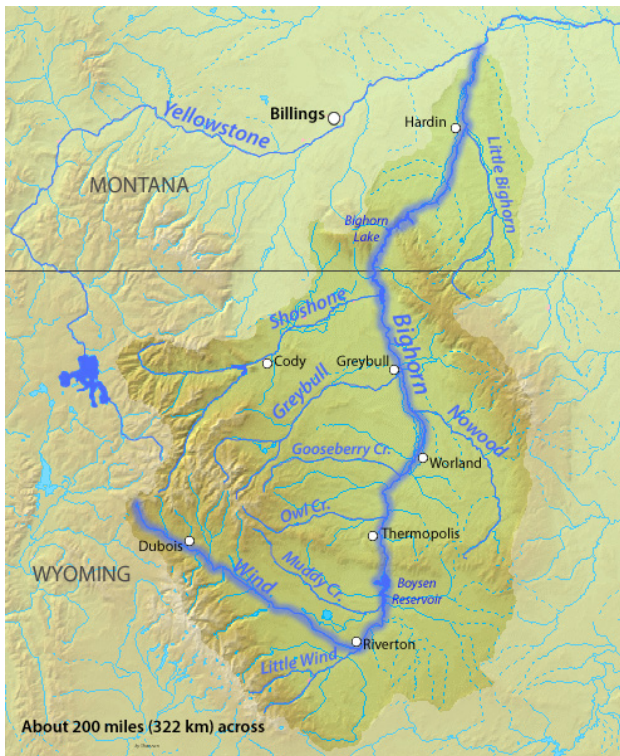 Billings
Yellowstone
Hardin
Little Bighorn
MONTANA
Bighorn
Lake
Shoshone
Bighorn
Cody
Greybull
Greybull
Nowood
Gooseberry Cr.
Worland
Owl Cr.
Thermopolis
Dubois
Wind
Muddy Cr.
WYOMING
Boysen
Reservoir
Riverton
Little Wind
About 200 miles (322 km) across